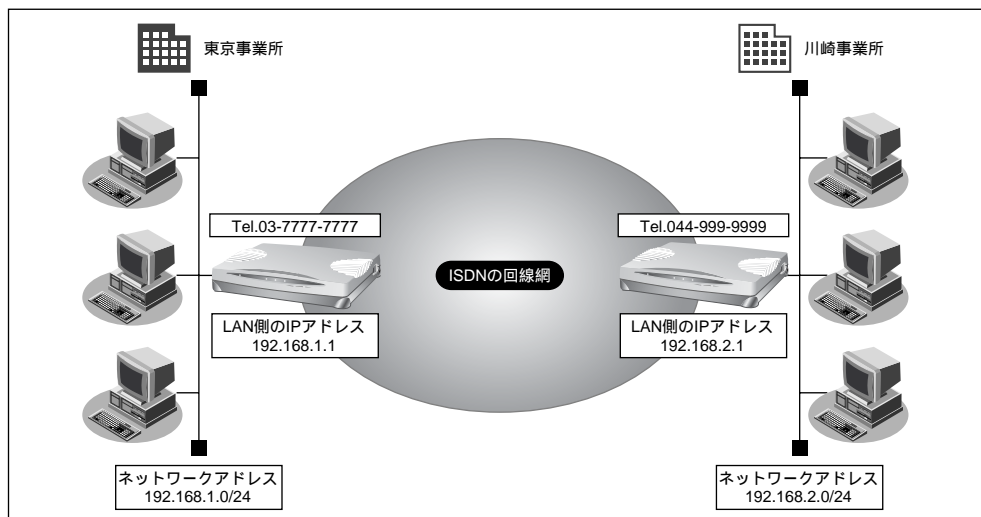 東京事業所
川崎事業所
Tel.03-7777-7777
Tel.044-999-9999
ISDNの回線網
LAN側のIPアドレス
192.168.1.1
LAN側のIPアドレス
192.168.2.1
ネットワークアドレス
192.168.1.0/24
ネットワークアドレス
192.168.2.0/24